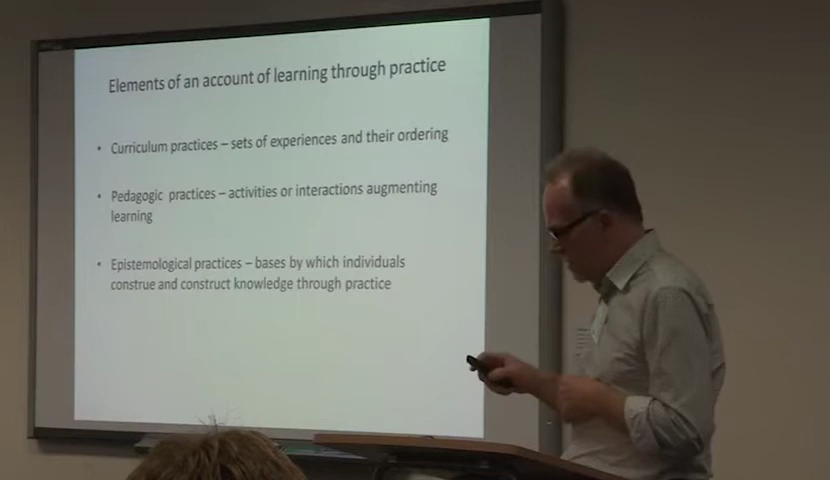 Elements of an account of learning through practice
• Curriculum practices – sets of experiences and their ordering
• Pedagogic practices – activities or interactions augmenting
learning
• Epistemological practices – bases by which individuals
construe and construct knowledge through practice